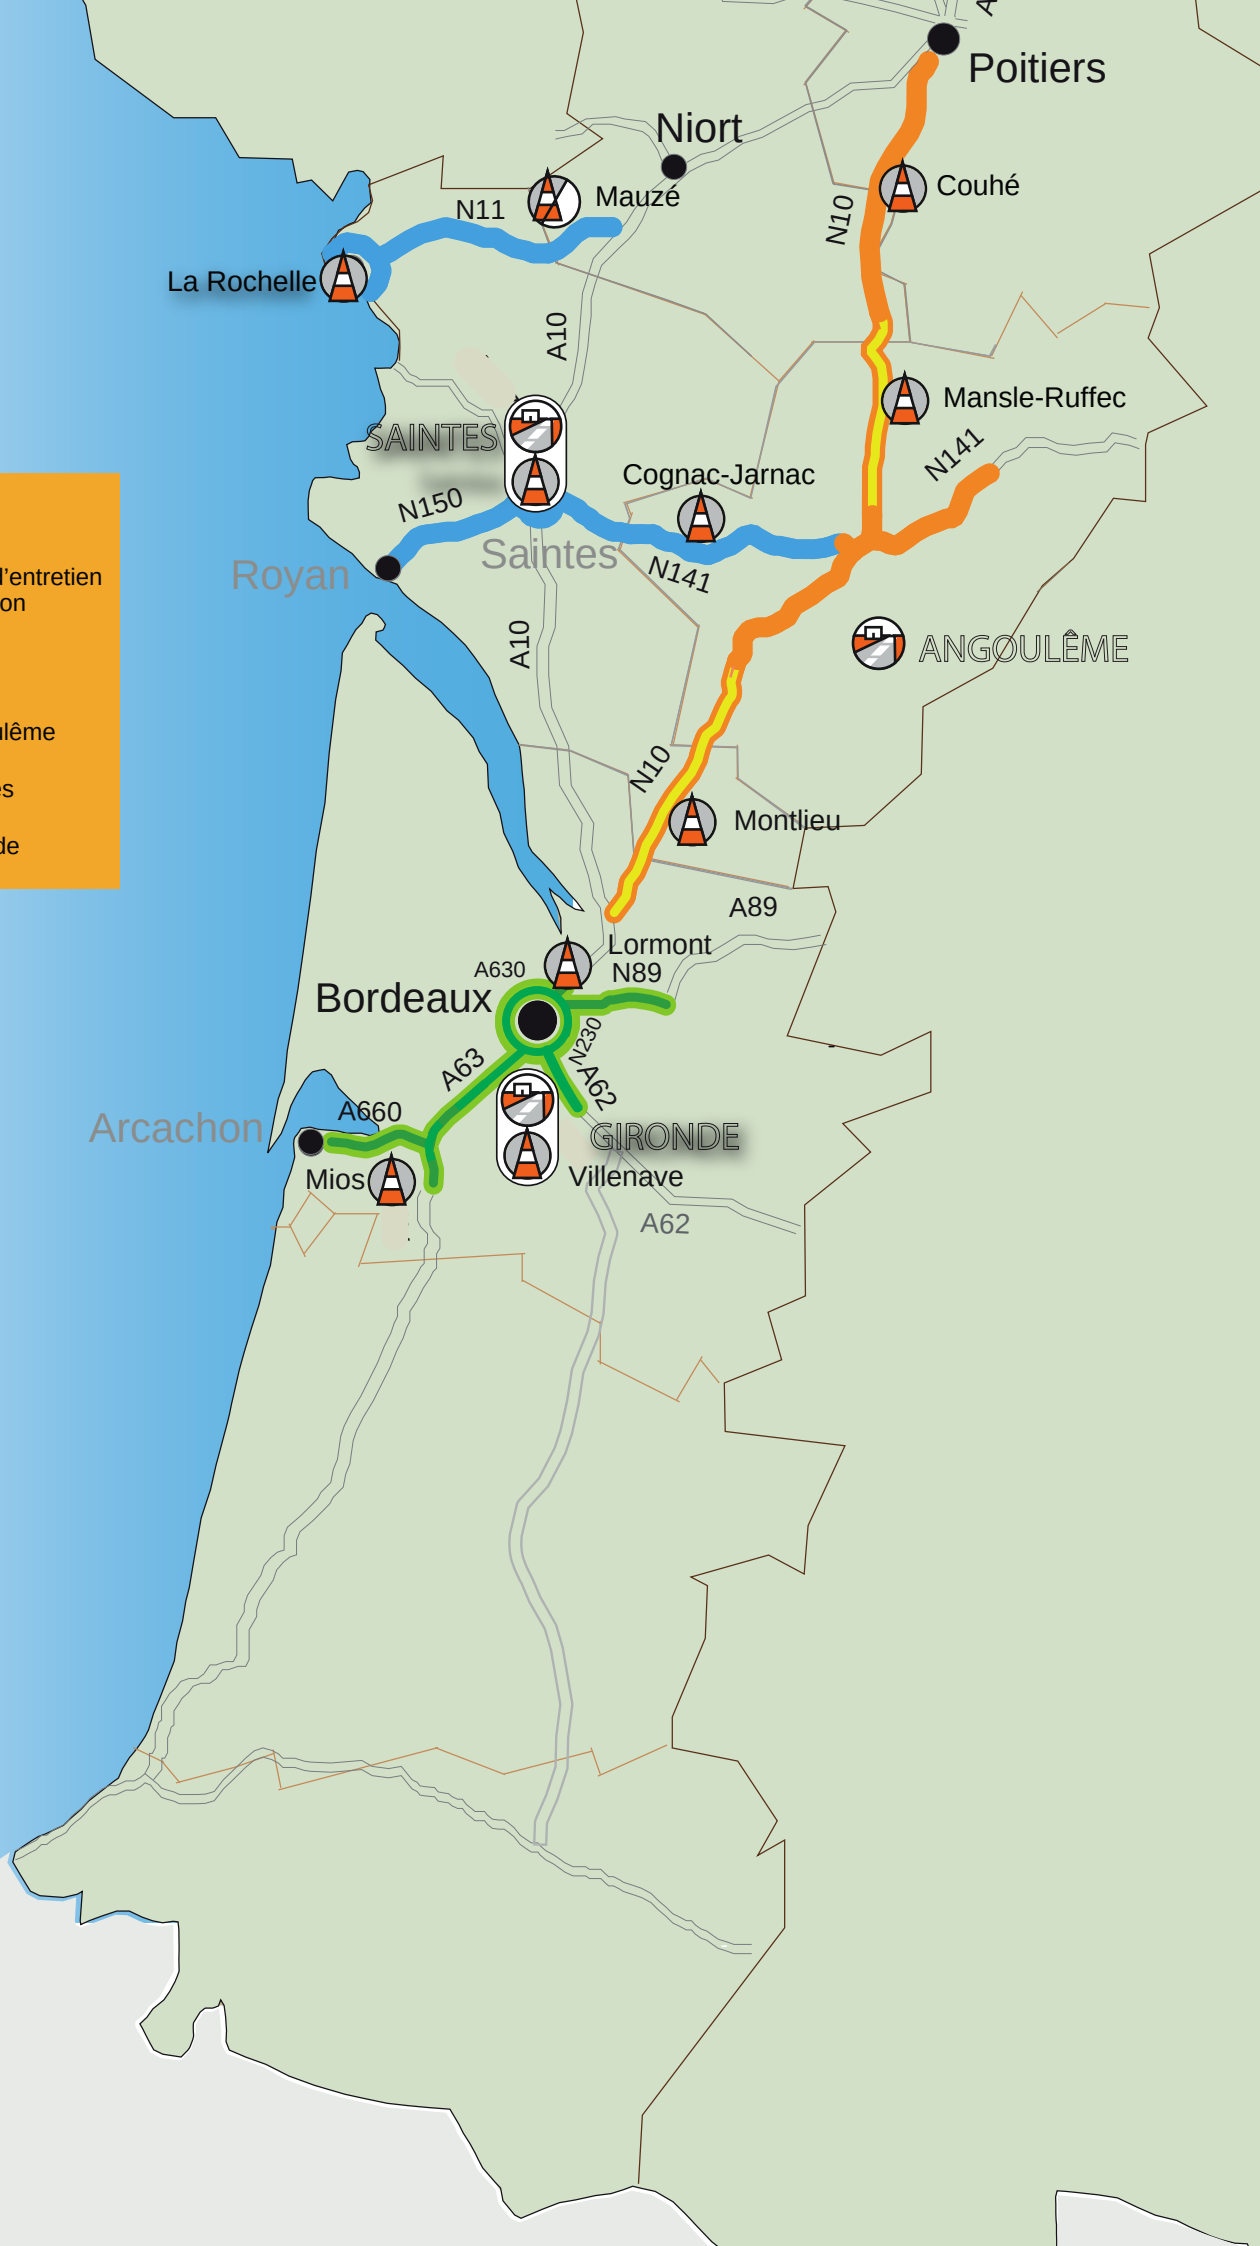 Poitiers
Niort
Mauzé
Couhé
N11
N10
La Rochelle
A10
Mansle-Ruffec
SAINTES
N141
Cognac-Jarnac
N150
Saintes
N141
Royan
l'entretien
on
A10
ANGOULÊME
ulême
N10
es
Montlieu
de
A89
Lormont
A630
N89
Bordeaux
N230
A63
A62
A660
Arcachon
GIRONDE
Mios
Villenave
A62